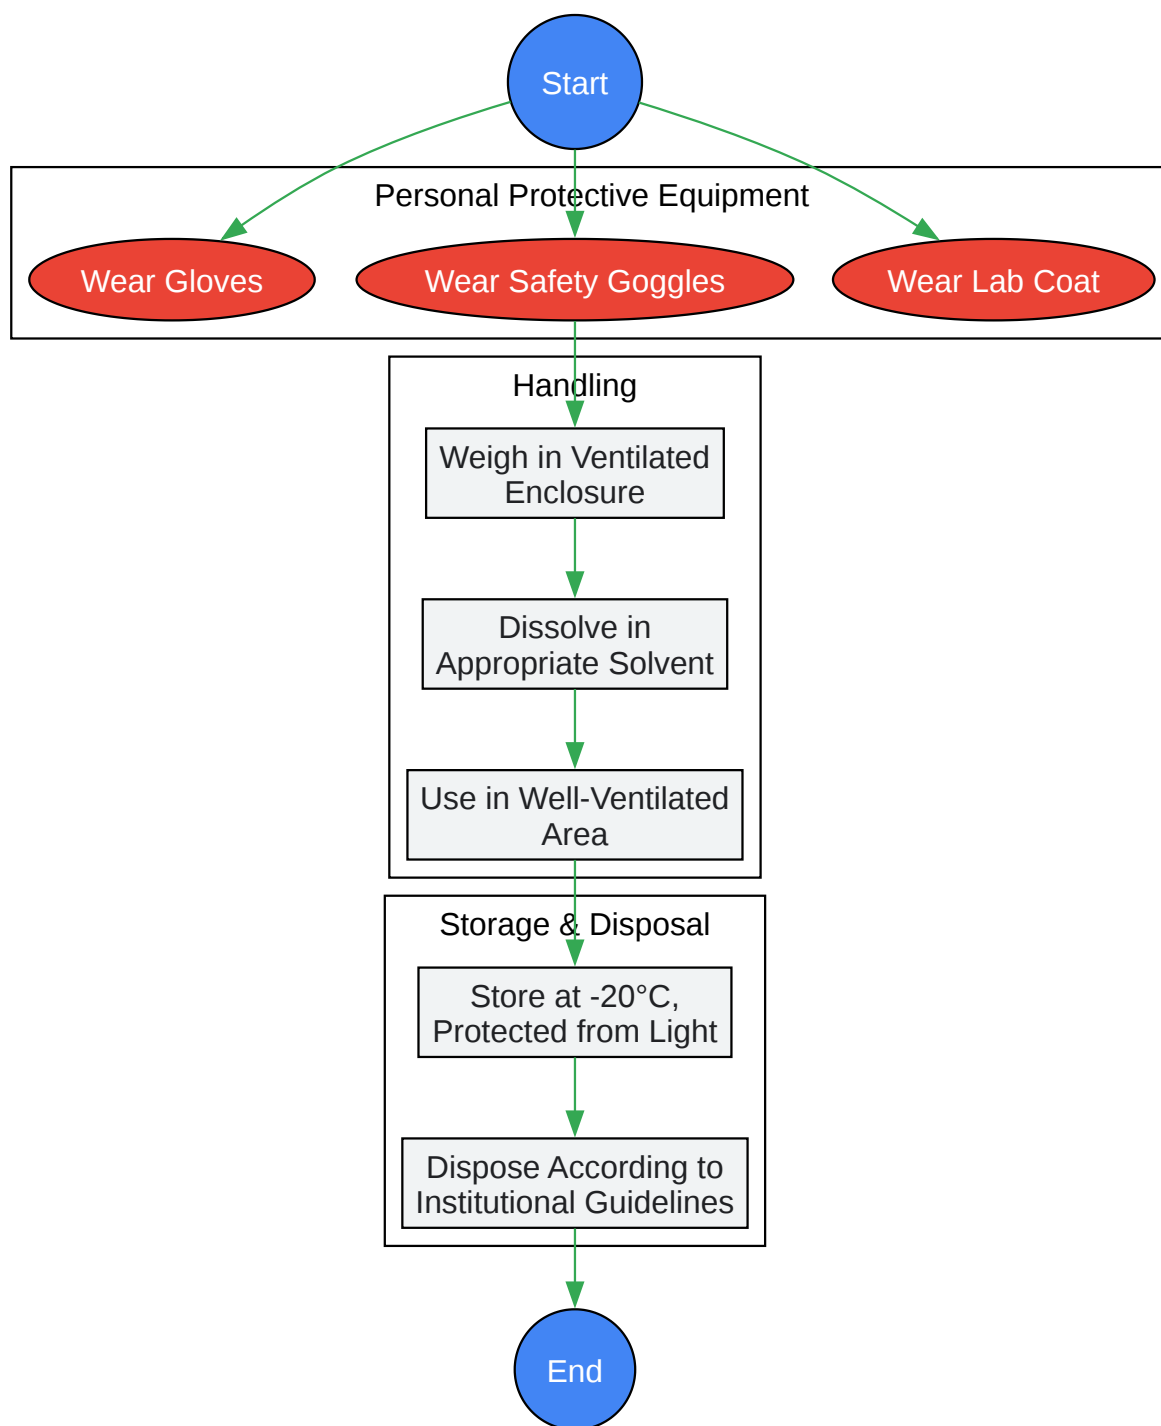 Start
Personal Protective Equipment
Wear Gloves
Wear Safety Goggles
Wear Lab Coat
Handling
Weigh in Ventilated
Enclosure
Dissolve in
Appropriate Solvent
Use in Well-Ventilated
Area
Storage & Disposal
Store at -20°C,
Protected from Light
Dispose According to
Institutional Guidelines
End